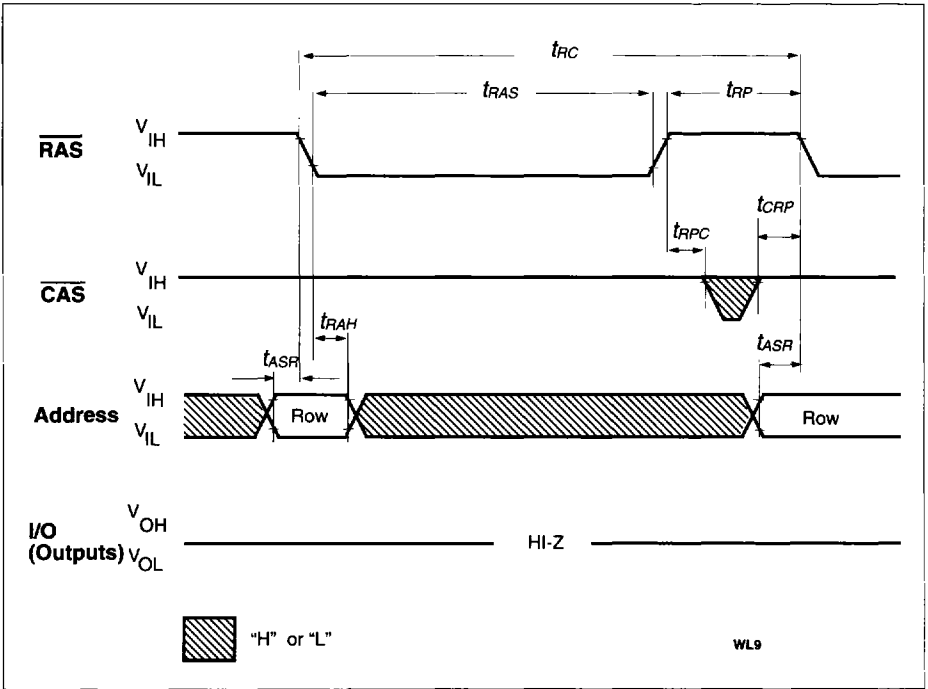 tRC
tRAS
tRP
RAS
VIH
VIL
tCRP
tRPC
CAS
VIH
VIL
tRAH
tASR
tASR
Address
VIH
VIL
Row
Row
I/O
(Outputs)
VOH
VOL
HI-Z
"H" or "L"
WL9